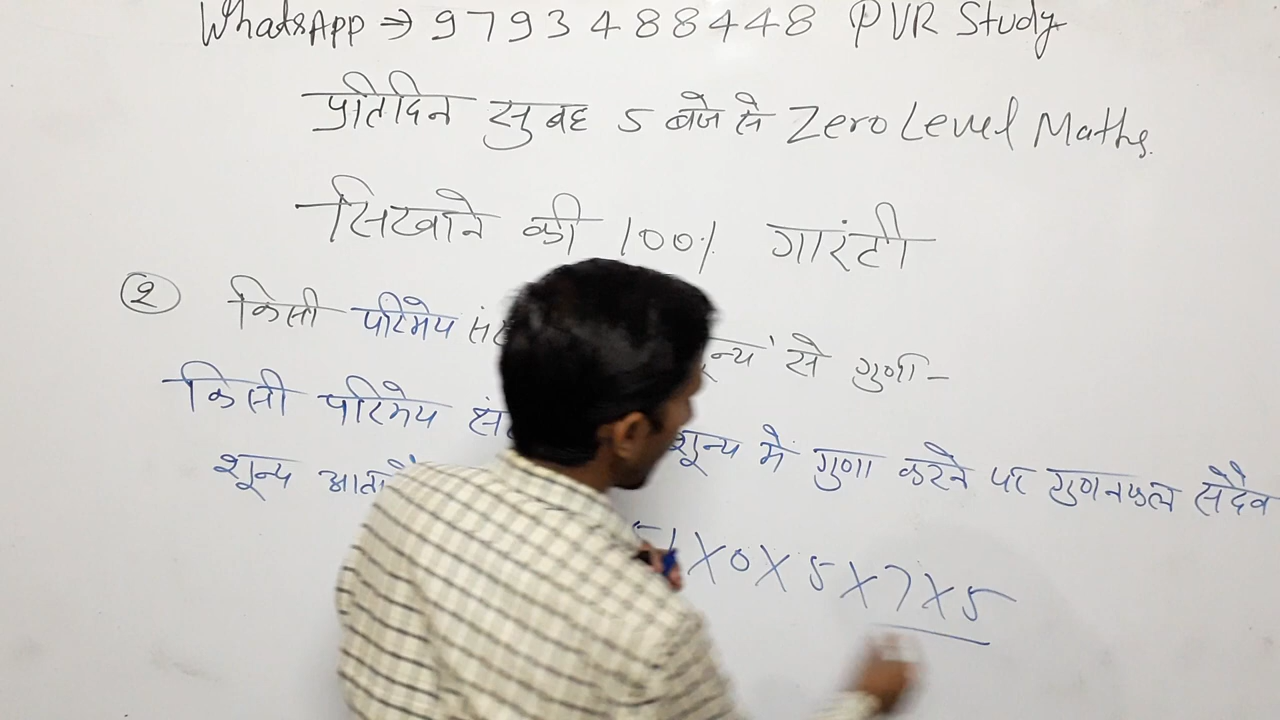 WhatsApp ⇒ 9793488448 PVR Study
प्रतिदिन सुबह 5 बजे से Zero Level Maths.
सिखाने की 100% गारंटी
② किसी परिमेय से गुणा -
किसी परिमेय शून्य में गुणा करने पर गुणनफल सदैव
शून्य
X 0 X 5 X 7 X 5